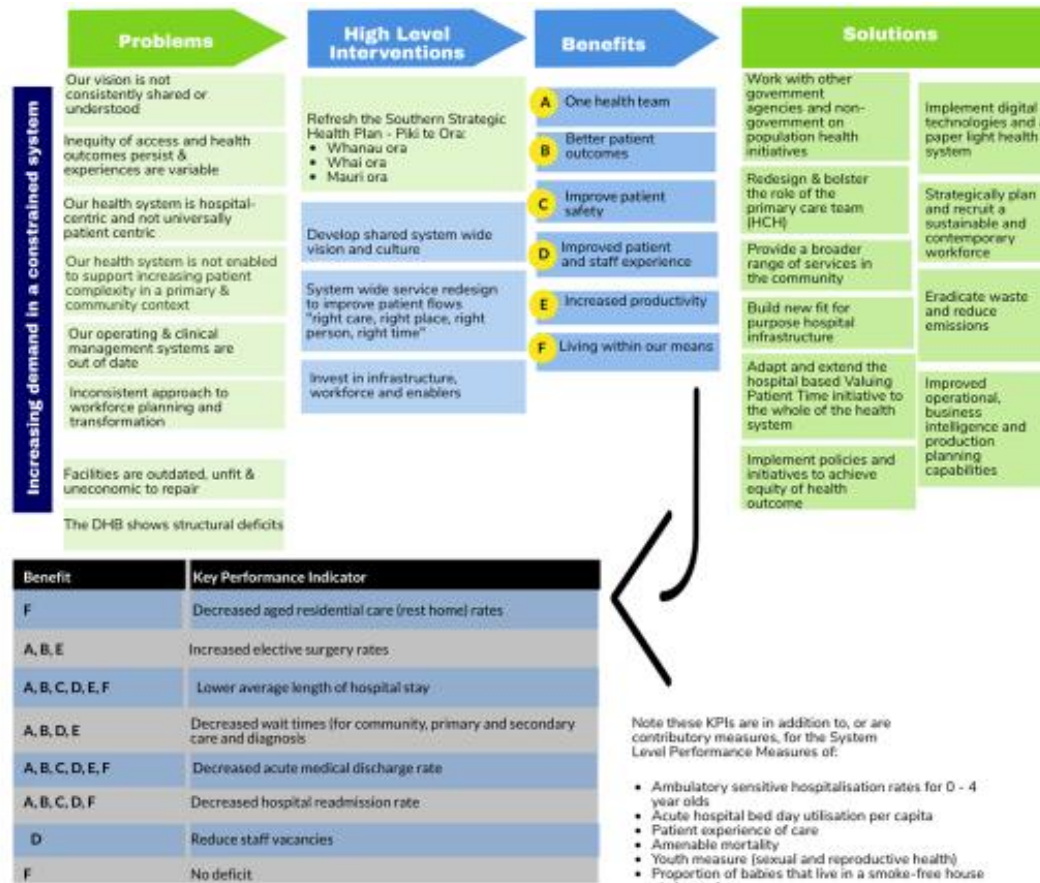 Problems
High Level
Interventions
Benefits
Solutions
Increasing demand in a constrained system
Our vision is not
consistently shared or
understood
Inequity of access and health
outcomes persist &
experiences are variable
Our health system is hospital-
centric and not universally
patient centric
Our health system is not enabled
to support increasing patient
complexity in a primary &
community context
Our operating & clinical
management systems are
out of date
Inconsistent approach to
workforce planning and
transformation
Facilities are outdated, unfit &
uneconomic to repair
The DHB shows structural deficits
Refresh the Southern Strategic
Health Plan - Piki te Ora:
• Whanau ora
• Whai ora
• Mauri ora
Develop shared system wide
vision and culture
System wide service redesign
to improve patient flows
"right care, right place, right
person, right time"
Invest in infrastructure,
workforce and enablers
A One health team
B Better patient
outcomes
C Improve patient
safety
D Improved patient
and staff experience
E Increased productivity
F Living within our means
Work with other
government
agencies and non-
government on
population health
initiatives
Redesign & bolster
the role of the
primary care team
(HCH)
Provide a broader
range of services in
the community
Build new fit for
purpose hospital
infrastructure
Adapt and extend the
hospital based Valuing
Patient Time initiative to
the whole of the health
system
Implement policies and
initiatives to achieve
equity of health
outcome
Implement digital
technologies and a
paper light health
system
Strategically plan
and recruit a
sustainable and
contemporary
workforce
Eradicate waste
and reduce
emissions
Improved
operational,
business
intelligence and
production
planning
capabilities
Benefit Key Performance Indicator
F Decreased aged residential care (rest home) rates
A, B, E Increased elective surgery rates
A, B, C, D, E, F Lower average length of hospital stay
A, B, D, E Decreased wait times (for community, primary and secondary
care and diagnosis
A, B, C, D, E, F Decreased acute medical discharge rate
A, B, C, D, F Decreased hospital readmission rate
D Reduce staff vacancies
F No deficit
Note these KPIs are in addition to, or are
contributory measures, for the System
Level Performance Measures of:
• Ambulatory sensitive hospitalisation rates for 0 - 4
year olds
• Acute hospital bed day utilisation per capita
• Patient experience of care
• Amenable mortality
• Youth measure (sexual and reproductive health)
• Proportion of babies that live in a smoke-free house